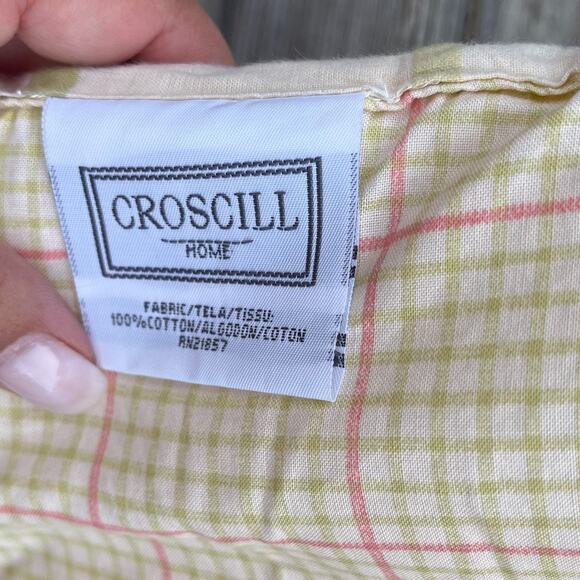 CROSCILL
HOME
FABRIC/TELA/TISSU:
100%COTTON/ALGODON/COTON
RN21857